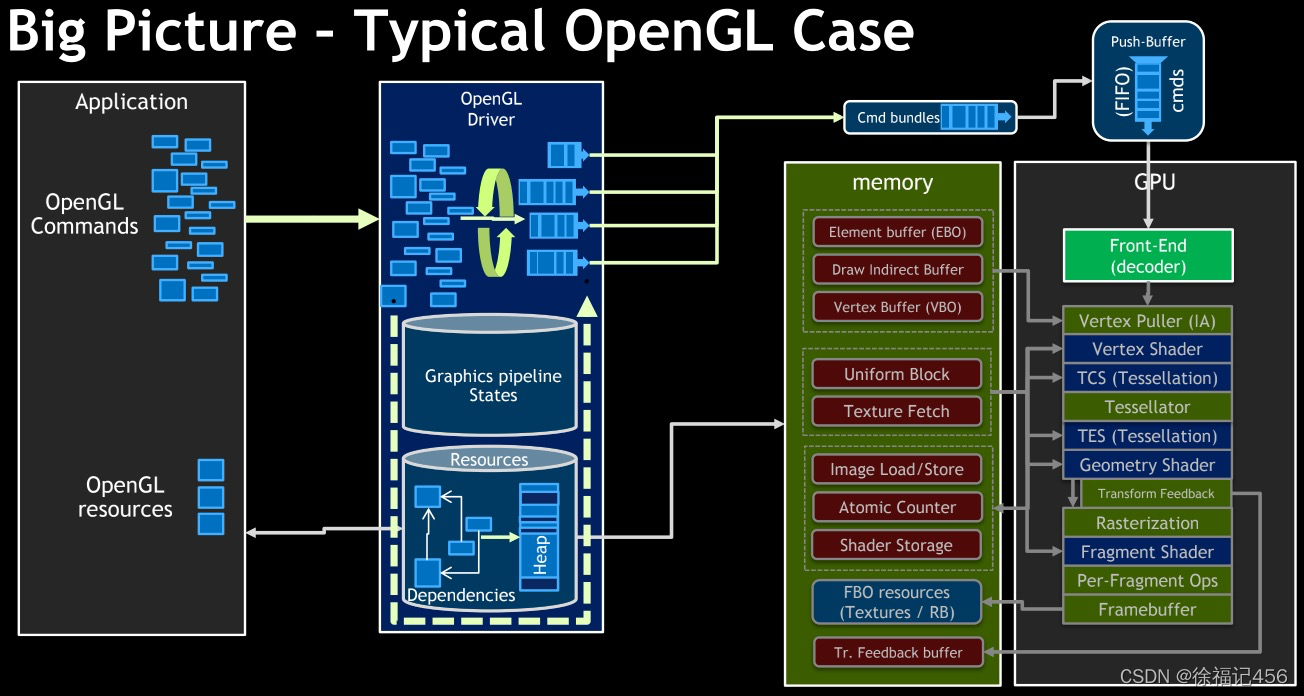 Big Picture - Typical OpenGL Case
Application
OpenGL
Commands
OpenGL
resources
OpenGL
Driver
Graphics pipeline
States
Resources
Heap
Dependencies
Cmd bundles
Push-Buffer
(FIFO)
cmds
memory
Element buffer (EBO)
Draw Indirect Buffer
Vertex Buffer (VBO)
Uniform Block
Texture Fetch
Image Load/Store
Atomic Counter
Shader Storage
FBO resources
(Textures / RB)
Tr. Feedback buffer
GPU
Front-End
(decoder)
Vertex Puller (IA)
Vertex Shader
TCS (Tessellation)
Tessellator
TES (Tessellation)
Geometry Shader
Transform Feedback
Rasterization
Fragment Shader
Per-Fragment Ops
Framebuffer
CSDN @徐福记456